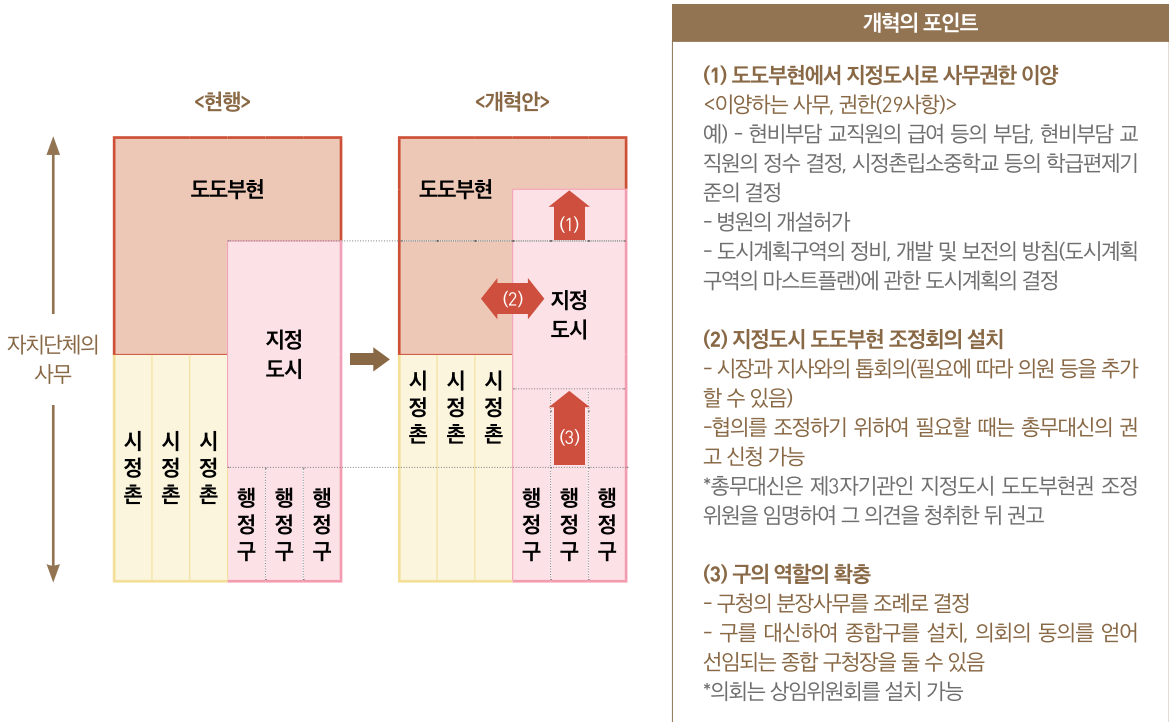 <현행>
<개혁안>
자치단체의
사무
도도부현
지정
도시
시정촌
시정촌
시정촌
행정구
행정구
행정구
도도부현
(1)
(2)
지정
도시
시정촌
시정촌
시정촌
(3)
행정구
행정구
행정구
개혁의 포인트
(1) 도도부현에서 지정도시로 사무권한 이양
<이양하는 사무, 권한(29사항)>
예) - 현비부담 교직원의 급여 등의 부담, 현비부담 교
직원의 정수 결정, 시정촌립소중학교 등의 학급편제기
준의 결정
- 병원의 개설허가
- 도시계획구역의 정비, 개발 및 보전의 방침(도시계획
구역의 마스트플랜)에 관한 도시계획의 결정
(2) 지정도시 도도부현 조정회의 설치
- 시장과 지사와의 톱회의(필요에 따라 의원 등을 추가
할 수 있음)
-협의를 조정하기 위하여 필요할 때는 총무대신의 권
고 신청 가능
*총무대신은 제3자기관인 지정도시 도도부현권 조정
위원을 임명하여 그 의견을 청취한 뒤 권고
(3) 구의 역할의 확충
- 구청의 분장사무를 조례로 결정
- 구를 대신하여 종합구를 설치, 의회의 동의를 얻어
선임되는 종합 구청장을 둘 수 있음
*의회는 상임위원회를 설치 가능